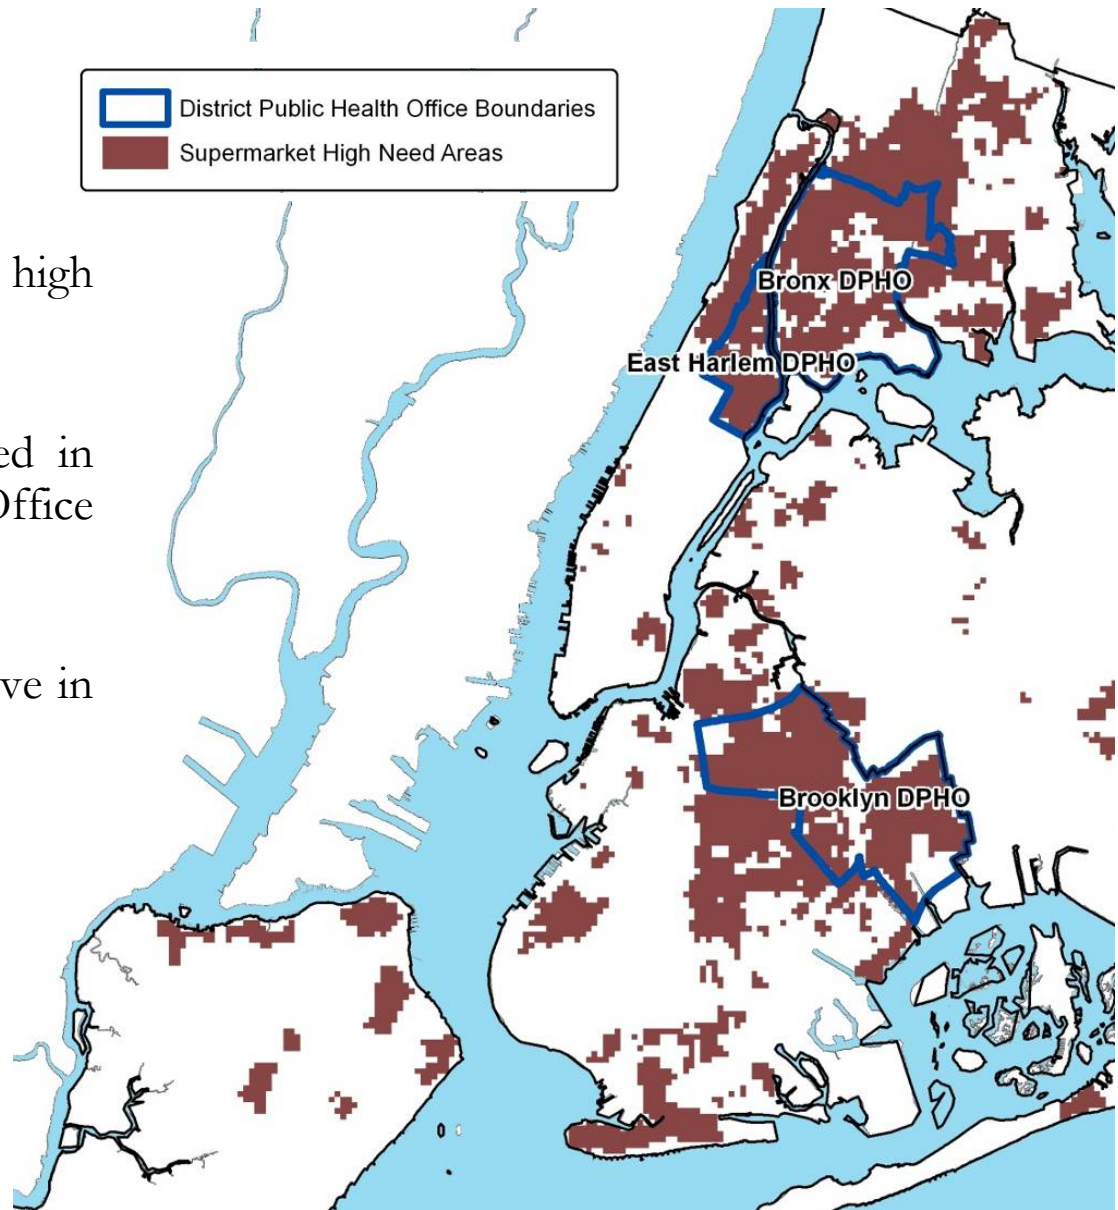 District Public Health Office Boundaries
Supermarket High Need Areas
high
Bronx DPHO
East Harlem DPHO
ed in
Office
ve in
Brooklyn DPHO